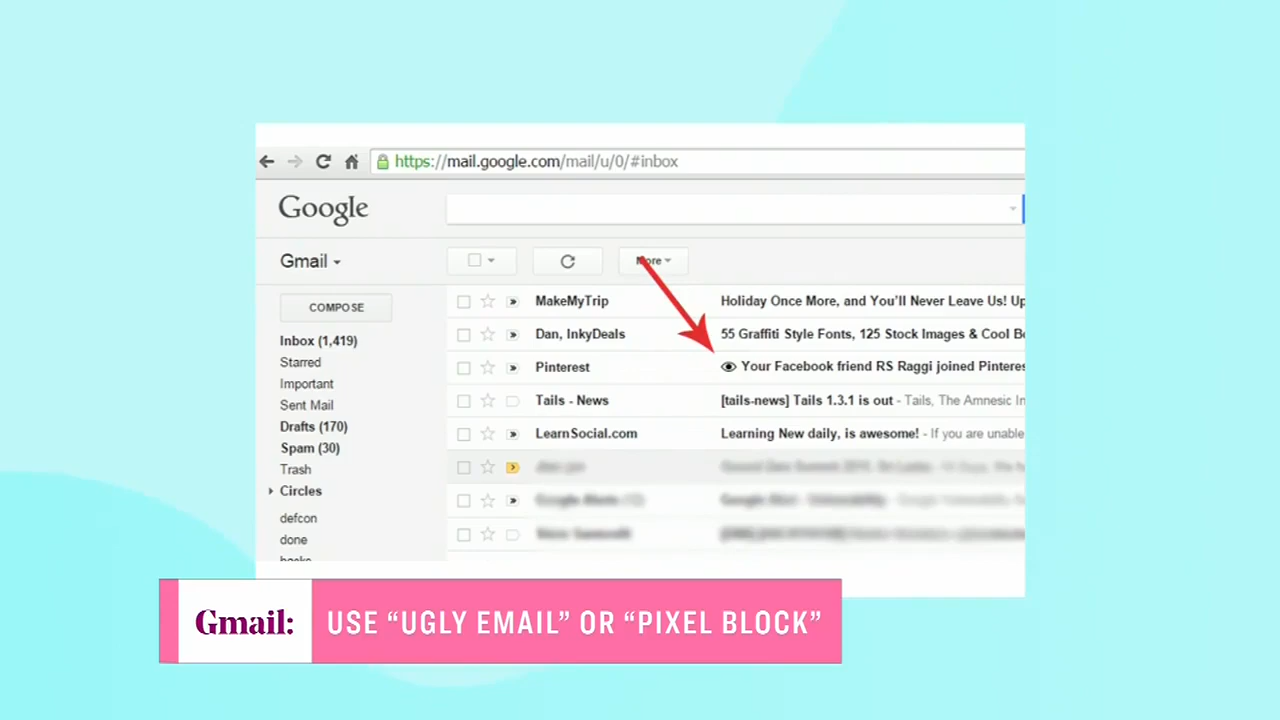 https://mail.google.com/mail/u/0/#inbox
Google
Gmail
More
COMPOSE
Inbox (1,419)
Starred
Important
Sent Mail
Drafts (170)
Spam (30)
Trash
Circles
defcon
done
MakeMyTrip Holiday Once More, and You'll Never Leave Us! Up
Dan, InkyDeals 55 Graffiti Style Fonts, 125 Stock Images & Cool
Pinterest Your Facebook friend RS Raggi joined Pinteres
Tails - News [tails-news] Tails 1.3.1 is out - Tails, The Amnesic In
LearnSocial.com Learning New daily, is awesome! - If you are unable
Gmail: USE “UGLY EMAIL” OR “PIXEL BLOCK”